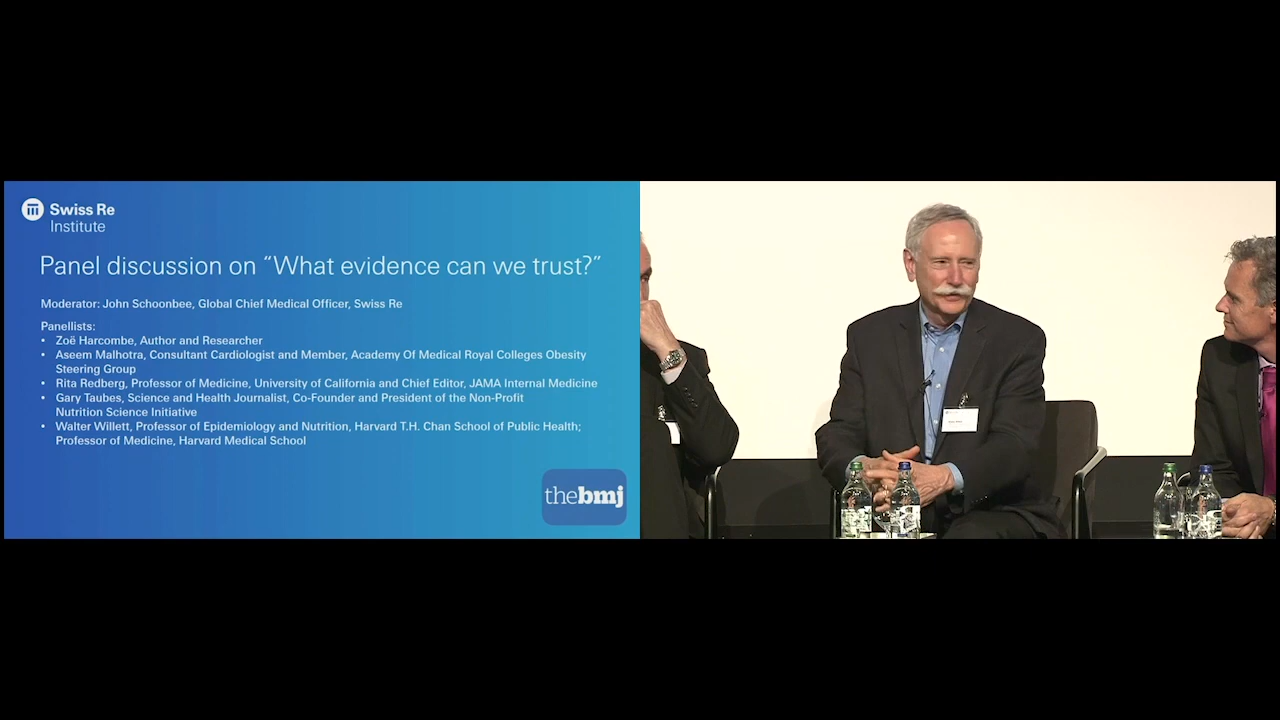 Swiss Re
Institute
Panel discussion on “What evidence can we trust?”
Moderator: John Schoonbee, Global Chief Medical Officer, Swiss Re
Panellists:
• Zoë Harcombe, Author and Researcher
• Aseem Malhotra, Consultant Cardiologist and Member, Academy Of Medical Royal Colleges Obesity
Steering Group
• Rita Redberg, Professor of Medicine, University of California and Chief Editor, JAMA Internal Medicine
• Gary Taubes, Science and Health Journalist, Co-Founder and President of the Non-Profit
Nutrition Science Initiative
• Walter Willett, Professor of Epidemiology and Nutrition, Harvard T.H. Chan School of Public Health;
Professor of Medicine, Harvard Medical School
thebmj